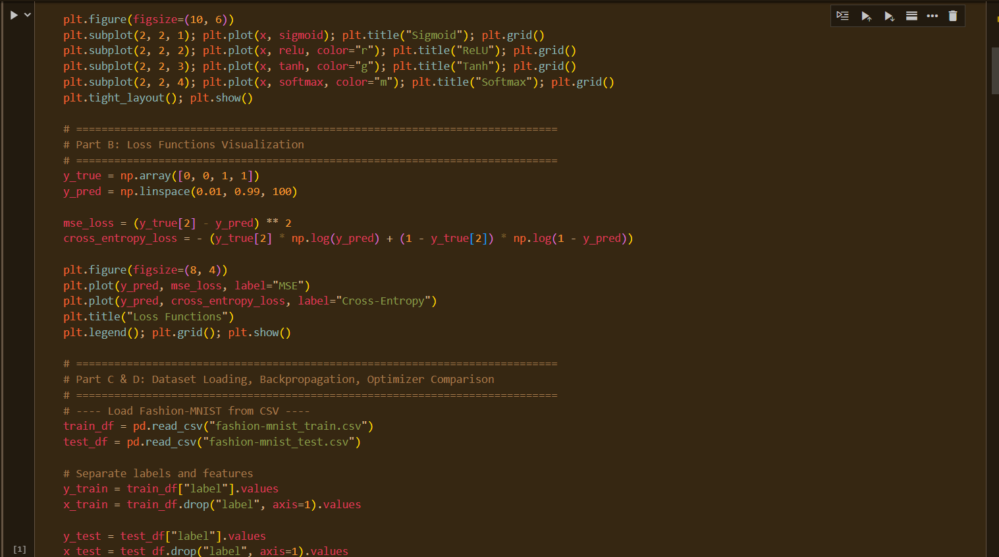 plt.figure(figsize=(10, 6))
plt.subplot(2, 2, 1); plt.plot(x, sigmoid); plt.title("Sigmoid"); plt.grid()
plt.subplot(2, 2, 2); plt.plot(x, relu, color="r"); plt.title("ReLU"); plt.grid()
plt.subplot(2, 2, 3); plt.plot(x, tanh, color="g"); plt.title("Tanh"); plt.grid()
plt.subplot(2, 2, 4); plt.plot(x, softmax, color="m"); plt.title("Softmax"); plt.grid()
plt.tight_layout(); plt.show()
# ============================================================================
# Part B: Loss Functions Visualization
# ============================================================================
y_true = np.array([0, 0, 1, 1])
y_pred = np.linspace(0.01, 0.99, 100)
mse_loss = (y_true[2] - y_pred) ** 2
cross_entropy_loss = - (y_true[2] * np.log(y_pred) + (1 - y_true[2]) * np.log(1 - y_pred))
plt.figure(figsize=(8, 4))
plt.plot(y_pred, mse_loss, label="MSE")
plt.plot(y_pred, cross_entropy_loss, label="Cross-Entropy")
plt.title("Loss Functions")
plt.legend(); plt.grid(); plt.show()
# ============================================================================
# Part C & D: Dataset Loading, Backpropagation, Optimizer Comparison
# ============================================================================
# ---- Load Fashion-MNIST from CSV ----
train_df = pd.read_csv("fashion-mnist_train.csv")
test_df = pd.read_csv("fashion-mnist_test.csv")
# Separate labels and features
y_train = train_df["label"].values
x_train = train_df.drop("label", axis=1).values
y_test = test_df["label"].values
[1]
x_test = test_df.drop("label", axis=1).values